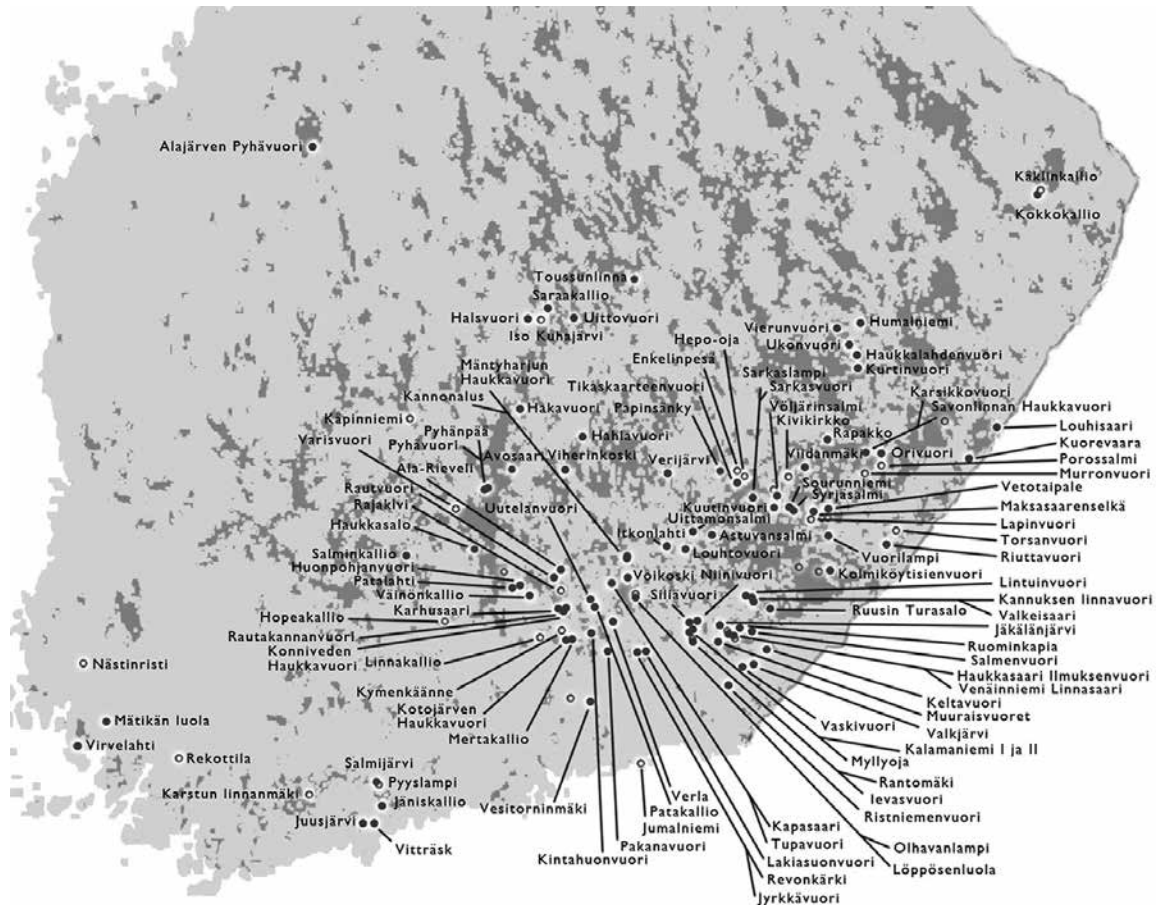 Alajärven Pyhävuori
Käklinkallio
Kokkokallio
Toussunlinna
Saraakallio
Halsvuori
Uittovuori
Iso Kuhajärvi
Vierunvuori
Humalniemi
Ukonvuori
Haukkalahdenvuori
Kurtinvuori
Hepo-oja
Enkelinpesä
Mäntyharjun
Haukkavuori
Sarkaslampi
Sarkasvuori
Tikaskaarteenvuori
Karsikkovuori
Savonlinnan Haukkavuori
Kannonalus
Hakavuori
Papinsänky
Völjärinsalmi
Kivikirkko
Louhisaari
Käpinniemi
Pyhänpää
Pyhävuori
Hahlavuori
Rapakko
Kuorevaara
Varisvuori
Avosaari
Viherinkoski
Verijärvi
Viidanmäki
Orivuori
Porossalmi
Murronvuori
Ala-Rieveli
Sourunniemi
Syrjäsalmi
Vetotaipale
Rautvuori
Rajakivi
Uutelanvuori
Kuutinvuori
Maksasaarenselkä
Haukkasalo
Uittamonsalmi
Lapinvuori
Itkonlahti
Astuvansalmi
Torsanvuori
Salminkallio
Louhtovuori
Vuorilampi
Riuttavuori
Huonpohjanvuori
Voikoski
Niinivuori
Kolmiköytisienvuori
Patalahti
Väinönkallio
Siliävuori
Lintuinvuori
Karhusaari
Kannuksen linnavuori
Hopeakallio
Ruusin Turasalo
Valkeisaari
Rautakannanvuori
Jäkälänjärvi
Konniveden
Haukkavuori
Linnakallio
Ruominkapia
Salmenvuori
Nästinristi
Haukkasaari Ilmuksenvuori
Kymenkäänne
Venäinniemi Linnasaari
Kotojärven
Haukkavuori
Keltavuori
Muuraisvuoret
Mätikän luola
Vaskivuori
Valkjärvi
Mertakallio
Kalamaniemi I ja II
Virvelahti
Rekottila
Myllyoja
Salmijärvi
Pyyslampi
Rantomäki
Karstun linnanmäki
Jäniskallio
Vesitorninmäki
Verla
Ievasvuori
Patakallio
Ristniemenvuori
Juusjärvi
Jumalniemi
Kapasaari
Vitträsk
Pakanavuori
Tupavuori
Olhavanlampi
Kintahuonvuori
Lakiasuonvuori
Löppösenluola
Revonkärki
Jyrkkävuori